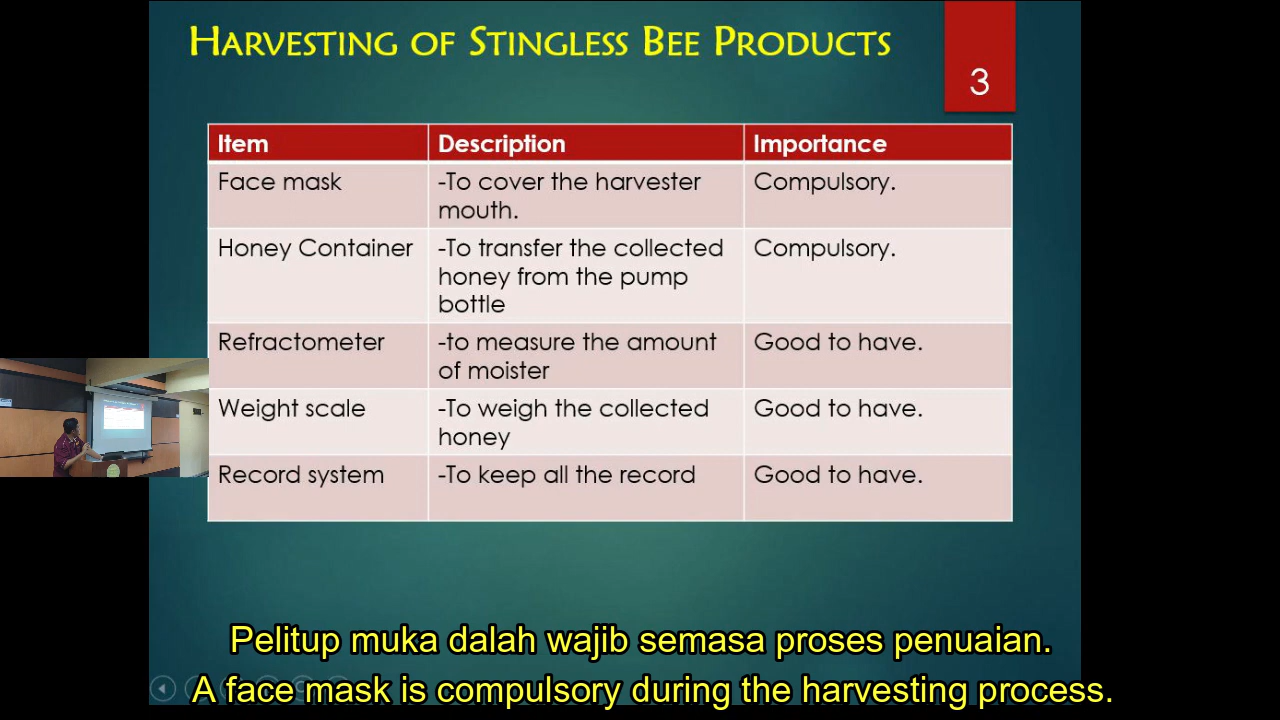 HARVESTING OF STINGLESS BEE PRODUCTS
3
Item Description Importance
Face mask -To cover the harvester mouth. Compulsory.
Honey Container -To transfer the collected honey from the pump bottle Compulsory.
Refractometer -to measure the amount of moister Good to have.
Weight scale -To weigh the collected honey Good to have.
Record system -To keep all the record Good to have.
Pelitup muka dalah wajib semasa proses penuaian.
A face mask is compulsory during the harvesting process.